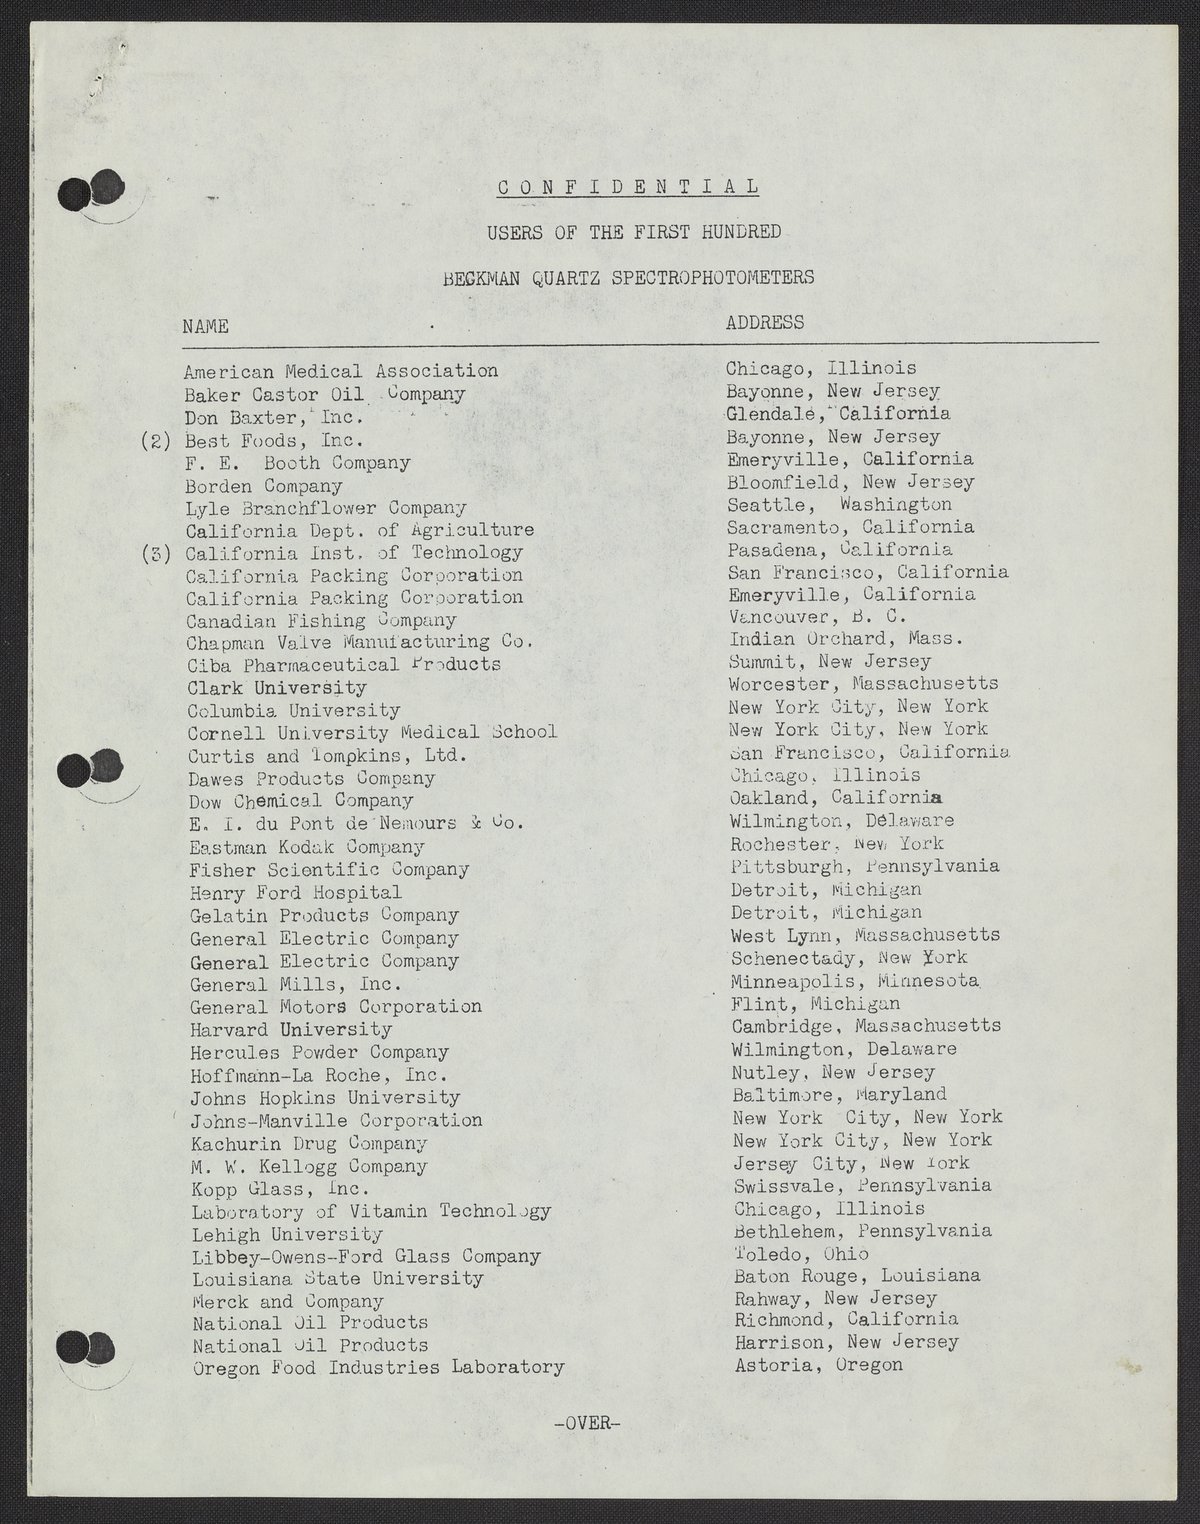 C O N F I D E N T I A L
USERS OF THE FIRST HUNDRED
BECKMAN QUARTZ SPECTROPHOTOMETERS
NAME ADDRESS
American Medical Association Chicago, Illinois
Baker Castor Oil Company Bayonne, New Jersey
Don Baxter, Inc. Glendale, California
(2) Best Foods, Inc. Bayonne, New Jersey
F. E. Booth Company Emeryville, California
Borden Company Bloomfield, New Jersey
Lyle Branchflower Company Seattle, Washington
California Dept. of Agriculture Sacramento, California
(3) California Inst. of Technology Pasadena, California
California Packing Corporation San Francisco, California
California Packing Corporation Emeryville, California
Canadian Fishing Company Vancouver, B. C.
Chapman Valve Manufacturing Co. Indian Orchard, Mass.
Ciba Pharmaceutical Products Summit, New Jersey
Clark University Worcester, Massachusetts
Columbia University New York City, New York
Cornell University Medical School New York City, New York
Curtis and Tompkins, Ltd. San Francisco, California
Dawes Products Company Chicago, Illinois
Dow Chemical Company Oakland, California
E. I. du Pont de Nemours & Co. Wilmington, Delaware
Eastman Kodak Company Rochester, New York
Fisher Scientific Company Pittsburgh, Pennsylvania
Henry Ford Hospital Detroit, Michigan
Gelatin Products Company Detroit, Michigan
General Electric Company West Lynn, Massachusetts
General Electric Company Schenectady, New York
General Mills, Inc. Minneapolis, Minnesota
General Motors Corporation Flint, Michigan
Harvard University Cambridge, Massachusetts
Hercules Powder Company Wilmington, Delaware
Hoffmann-La Roche, Inc. Nutley, New Jersey
Johns Hopkins University Baltimore, Maryland
Johns-Manville Corporation New York City, New York
Kachurin Drug Company New York City, New York
M. W. Kellogg Company Jersey City, New York
Kopp Glass, Inc. Swissvale, Pennsylvania
Laboratory of Vitamin Technology Chicago, Illinois
Lehigh University Bethlehem, Pennsylvania
Libbey-Owens-Ford Glass Company Toledo, Ohio
Louisiana State University Baton Rouge, Louisiana
Merck and Company Rahway, New Jersey
National Oil Products Richmond, California
National Oil Products Harrison, New Jersey
Oregon Food Industries Laboratory Astoria, Oregon
-OVER-